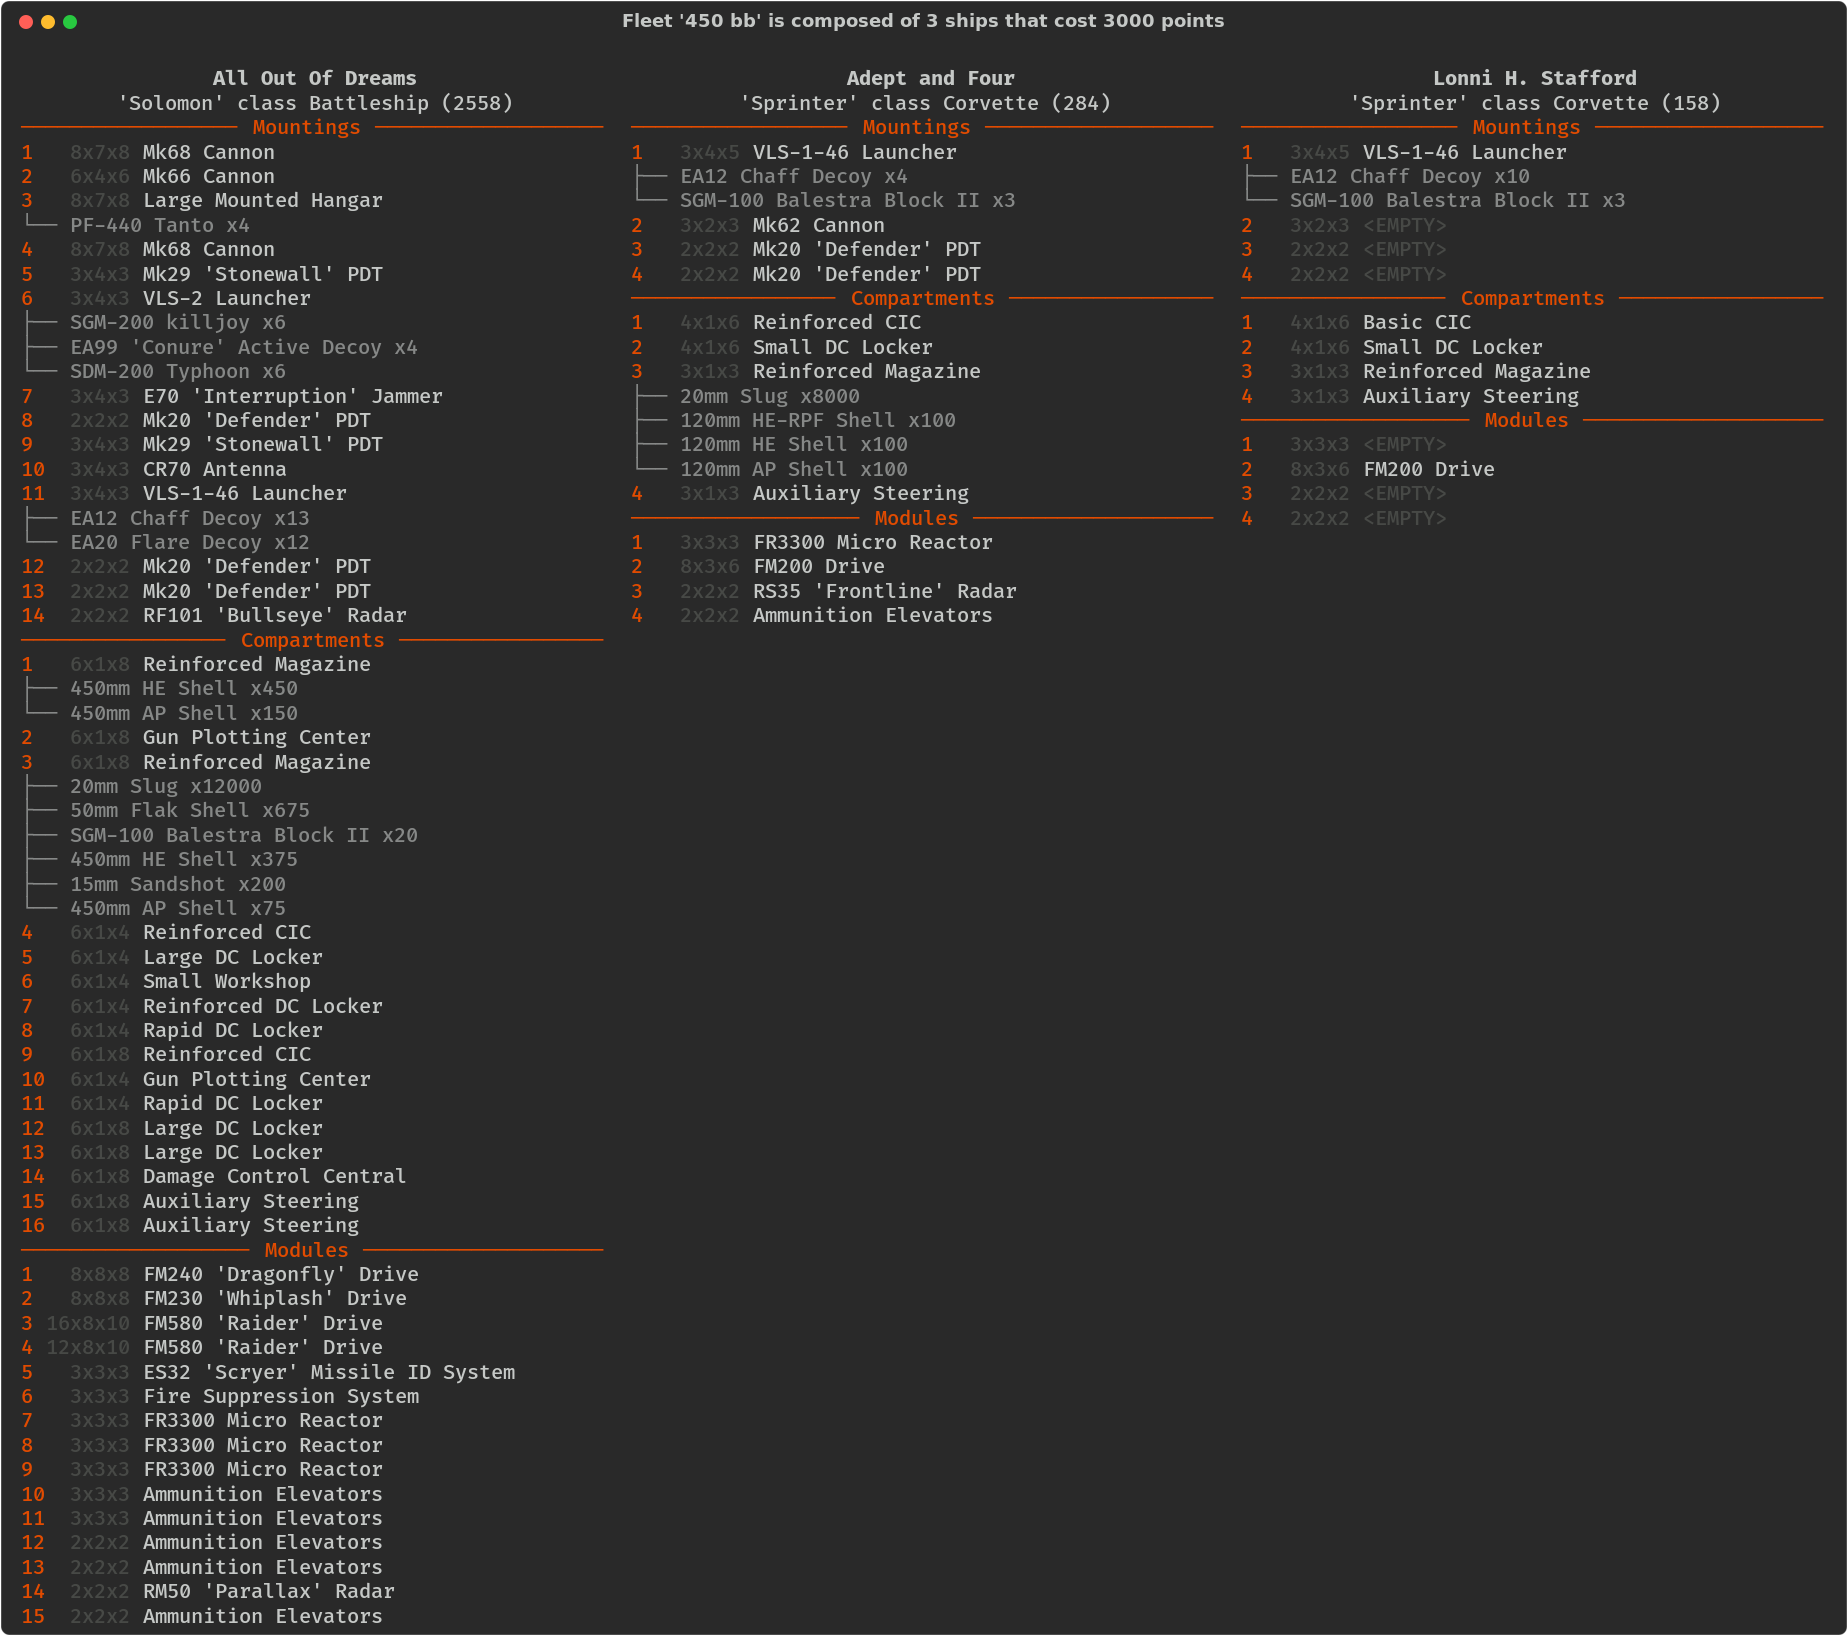 Fleet '450 bb' is composed of 3 ships that cost 3000 points
All Out Of Dreams
'Solomon' class Battleship (2558)
Mountings
1 8x7x8 Mk68 Cannon
2 6x4x6 Mk66 Cannon
3 8x7x8 Large Mounted Hangar
└── PF-440 Tanto x4
4 8x7x8 Mk68 Cannon
5 3x4x3 Mk29 'Stonewall' PDT
6 3x4x3 VLS-2 Launcher
├── SGM-200 killjoy x6
├── EA99 'Conure' Active Decoy x4
└── SDM-200 Typhoon x6
7 3x4x3 E70 'Interruption' Jammer
8 2x2x2 Mk20 'Defender' PDT
9 3x4x3 Mk29 'Stonewall' PDT
10 3x4x3 CR70 Antenna
11 3x4x3 VLS-1-46 Launcher
├── EA12 Chaff Decoy x13
└── EA20 Flare Decoy x12
12 2x2x2 Mk20 'Defender' PDT
13 2x2x2 Mk20 'Defender' PDT
14 2x2x2 RF101 'Bullseye' Radar
Compartments
1 6x1x8 Reinforced Magazine
├── 450mm HE Shell x450
└── 450mm AP Shell x150
2 6x1x8 Gun Plotting Center
3 6x1x8 Reinforced Magazine
├── 20mm Slug x12000
├── 50mm Flak Shell x675
├── SGM-100 Balestra Block II x20
├── 450mm HE Shell x375
├── 15mm Sandshot x200
└── 450mm AP Shell x75
4 6x1x4 Reinforced CIC
5 6x1x4 Large DC Locker
6 6x1x4 Small Workshop
7 6x1x4 Reinforced DC Locker
8 6x1x4 Rapid DC Locker
9 6x1x8 Reinforced CIC
10 6x1x4 Gun Plotting Center
11 6x1x4 Rapid DC Locker
12 6x1x8 Large DC Locker
13 6x1x8 Large DC Locker
14 6x1x8 Damage Control Central
15 6x1x8 Auxiliary Steering
16 6x1x8 Auxiliary Steering
Modules
1 8x8x8 FM240 'Dragonfly' Drive
2 8x8x8 FM230 'Whiplash' Drive
3 16x8x10 FM580 'Raider' Drive
4 12x8x10 FM580 'Raider' Drive
5 3x3x3 ES32 'Scryer' Missile ID System
6 3x3x3 Fire Suppression System
7 3x3x3 FR3300 Micro Reactor
8 3x3x3 FR3300 Micro Reactor
9 3x3x3 FR3300 Micro Reactor
10 3x3x3 Ammunition Elevators
11 3x3x3 Ammunition Elevators
12 2x2x2 Ammunition Elevators
13 2x2x2 Ammunition Elevators
14 2x2x2 RM50 'Parallax' Radar
15 2x2x2 Ammunition Elevators
Adept and Four
'Sprinter' class Corvette (284)
Mountings
1 3x4x5 VLS-1-46 Launcher
├── EA12 Chaff Decoy x4
└── SGM-100 Balestra Block II x3
2 3x2x3 Mk62 Cannon
3 2x2x2 Mk20 'Defender' PDT
4 2x2x2 Mk20 'Defender' PDT
Compartments
1 4x1x6 Reinforced CIC
2 4x1x6 Small DC Locker
3 3x1x3 Reinforced Magazine
├── 20mm Slug x8000
├── 120mm HE-RPF Shell x100
├── 120mm HE Shell x100
└── 120mm AP Shell x100
4 3x1x3 Auxiliary Steering
Modules
1 3x3x3 FR3300 Micro Reactor
2 8x3x6 FM200 Drive
3 2x2x2 RS35 'Frontline' Radar
4 2x2x2 Ammunition Elevators
Lonni H. Stafford
'Sprinter' class Corvette (158)
Mountings
1 3x4x5 VLS-1-46 Launcher
├── EA12 Chaff Decoy x10
└── SGM-100 Balestra Block II x3
2 3x2x3 <EMPTY>
3 2x2x2 <EMPTY>
4 2x2x2 <EMPTY>
Compartments
1 4x1x6 Basic CIC
2 4x1x6 Small DC Locker
3 3x1x3 Reinforced Magazine
4 3x1x3 Auxiliary Steering
Modules
1 3x3x3 <EMPTY>
2 8x3x6 FM200 Drive
3 2x2x2 <EMPTY>
4 2x2x2 <EMPTY>